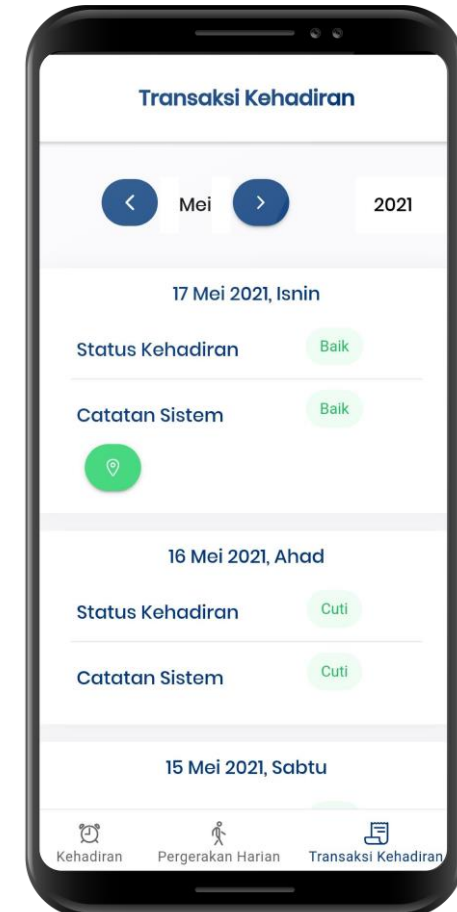 Transaksi Kehadiran
Mei 2021
17 Mei 2021, Isnin
Status Kehadiran Baik
Catatan Sistem Baik
16 Mei 2021, Ahad
Status Kehadiran Cuti
Catatan Sistem Cuti
15 Mei 2021, Sabtu
Kehadiran Pergerakan Harian Transaksi Kehadiran